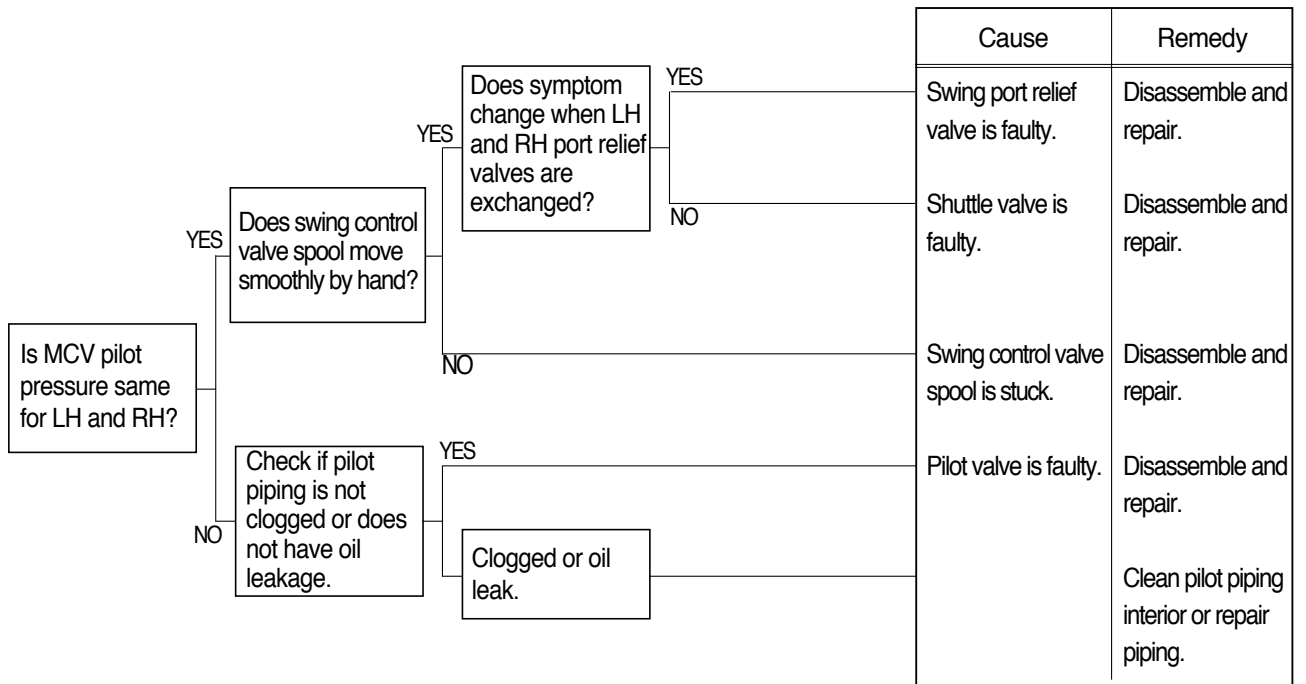 Cause
Remedy
Does symptom
change when LH
and RH port relief
valves are
exchanged?
YES
YES
NO
Swing port relief
valve is faulty.
Disassemble and
repair.
Shuttle valve is
faulty.
Disassemble and
repair.
Does swing control
valve spool move
smoothly by hand?
YES
NO
Swing control valve
spool is stuck.
Disassemble and
repair.
Is MCV pilot
pressure same
for LH and RH?
NO
Check if pilot
piping is not
clogged or does
not have oil
leakage.
YES
Pilot valve is faulty.
Disassemble and
repair.
Clogged or oil
leak.
Clean pilot piping
interior or repair
piping.